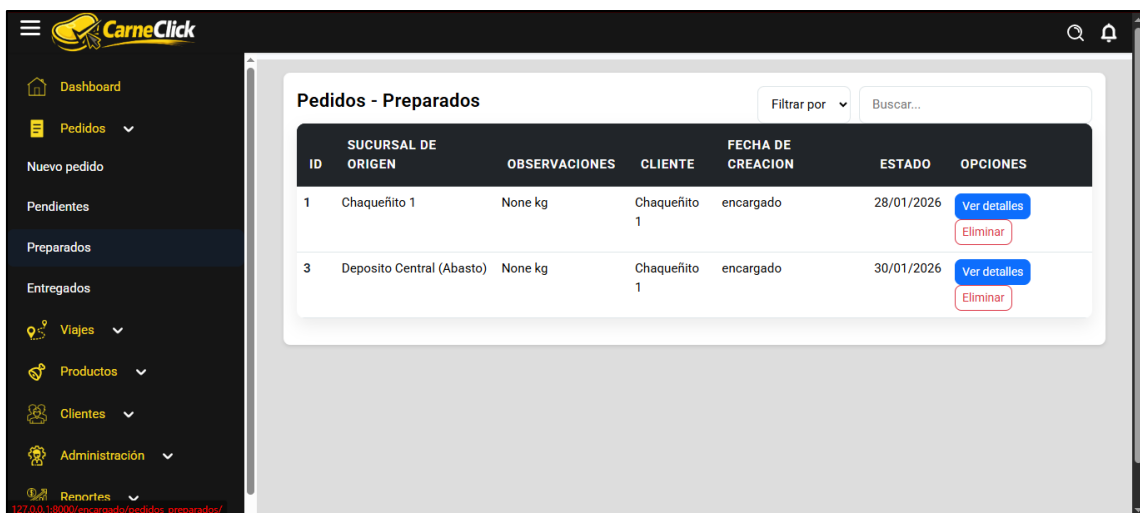 CarneClick
Dashboard
Pedidos
Nuevo pedido
Pendientes
Preparados
Entregados
Viajes
Productos
Clientes
Administración
Reportes
127.0.0.1:8000/encargado/pedidos_preparados/
Pedidos - Preparados
Filtrar por
Buscar...
ID SUCURSAL DE ORIGEN OBSERVACIONES CLIENTE FECHA DE CREACION ESTADO OPCIONES
1 Chaqueñito 1 None kg Chaqueñito 1 encargado 28/01/2026 Ver detalles
Eliminar
3 Deposito Central (Abasto) None kg Chaqueñito 1 encargado 30/01/2026 Ver detalles
Eliminar